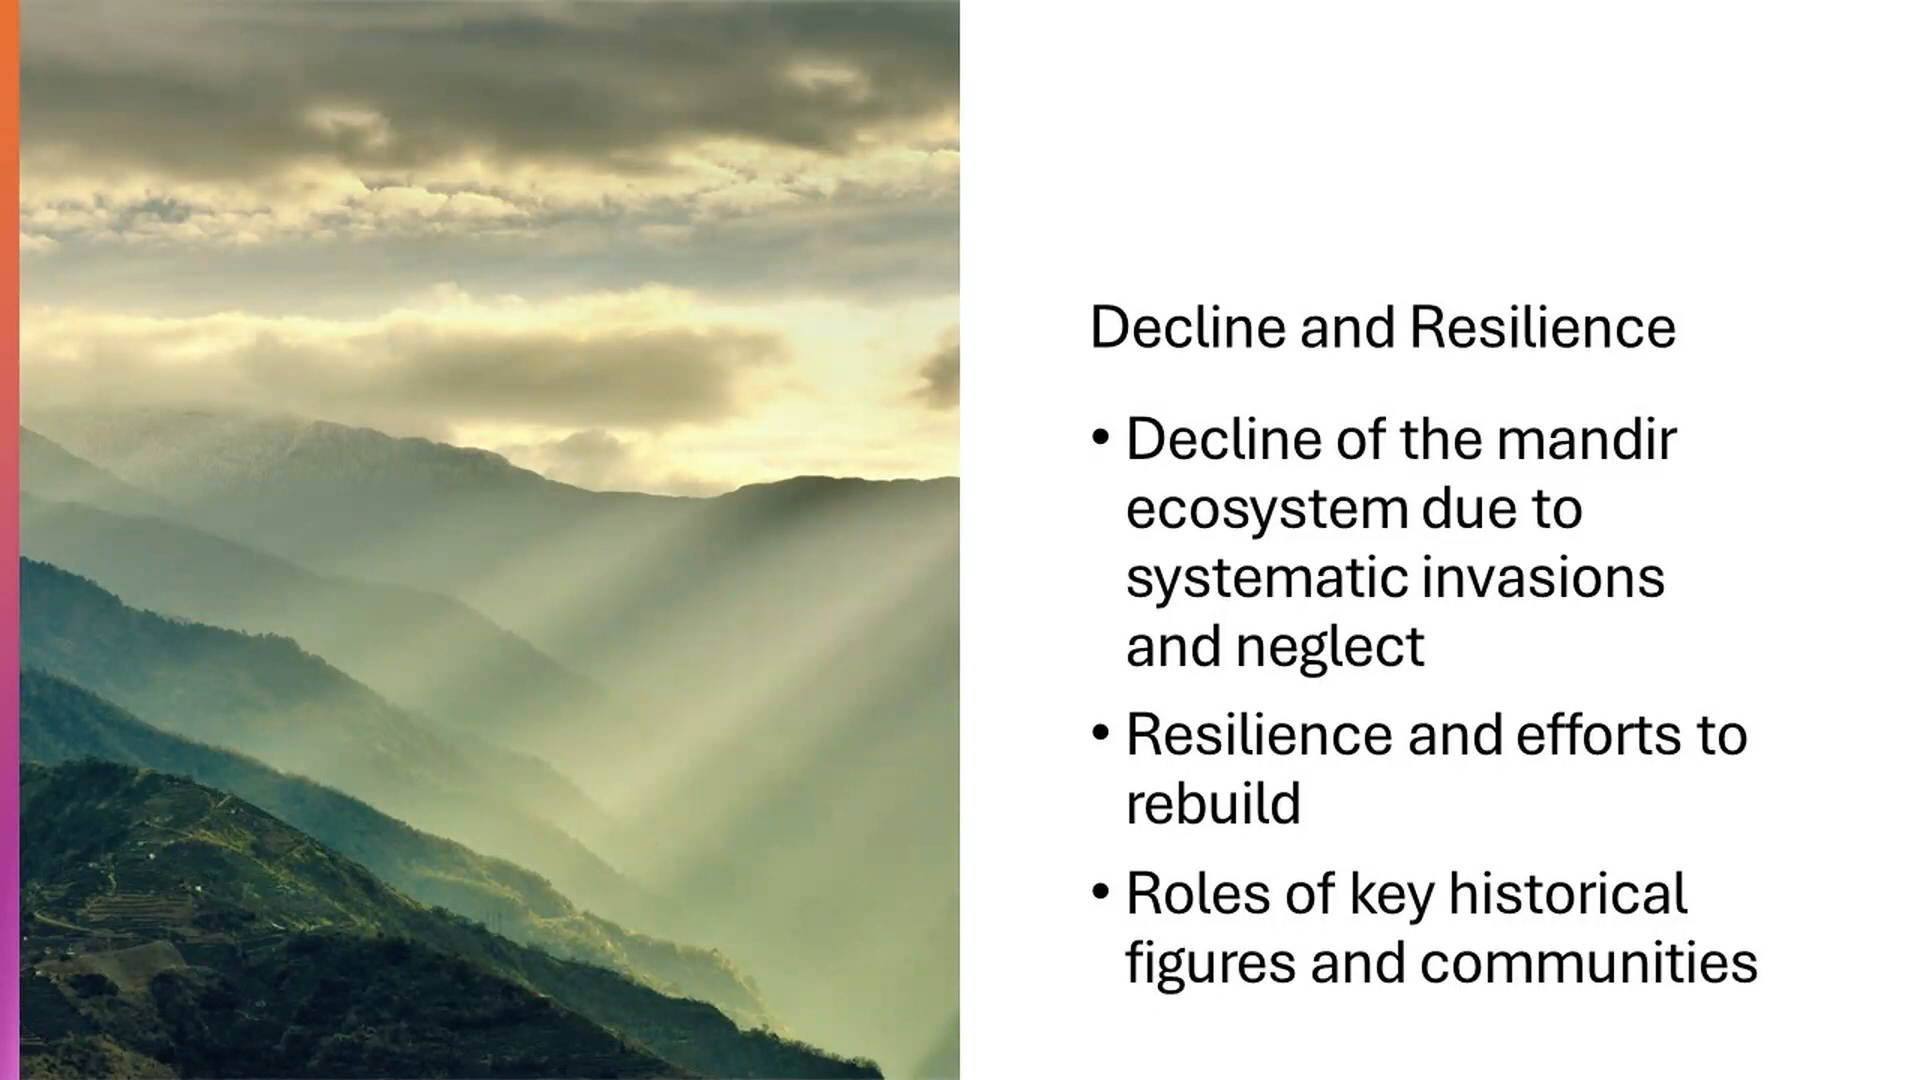 Decline and Resilience
• Decline of the mandir
ecosystem due to
systematic invasions
and neglect
• Resilience and efforts to
rebuild
• Roles of key historical
figures and communities